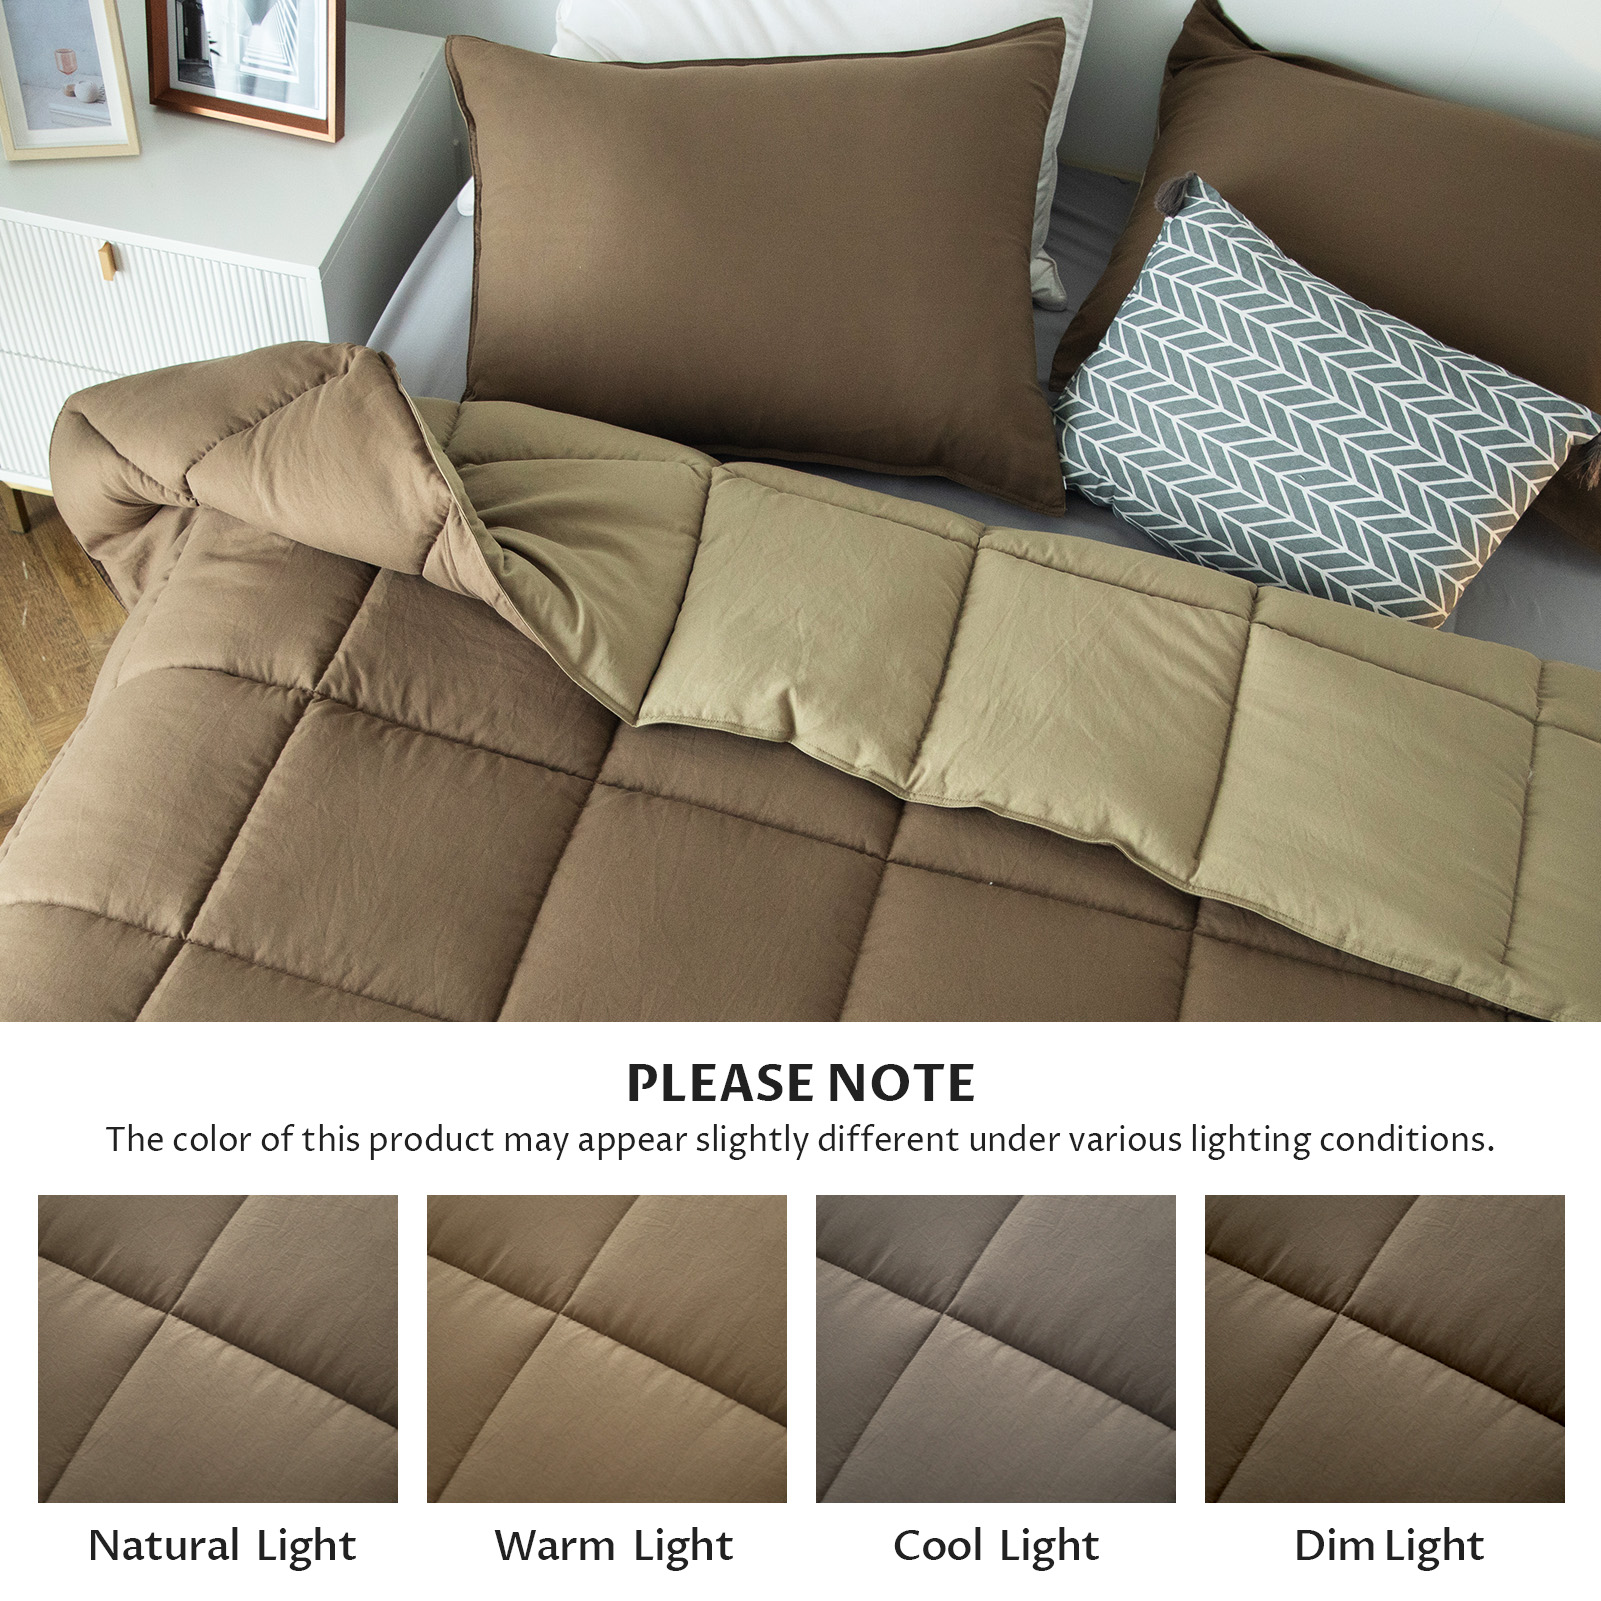 PLEASE NOTE
The color of this product may appear slightly different under various lighting conditions.
Natural Light
Warm Light
Cool Light
Dim Light